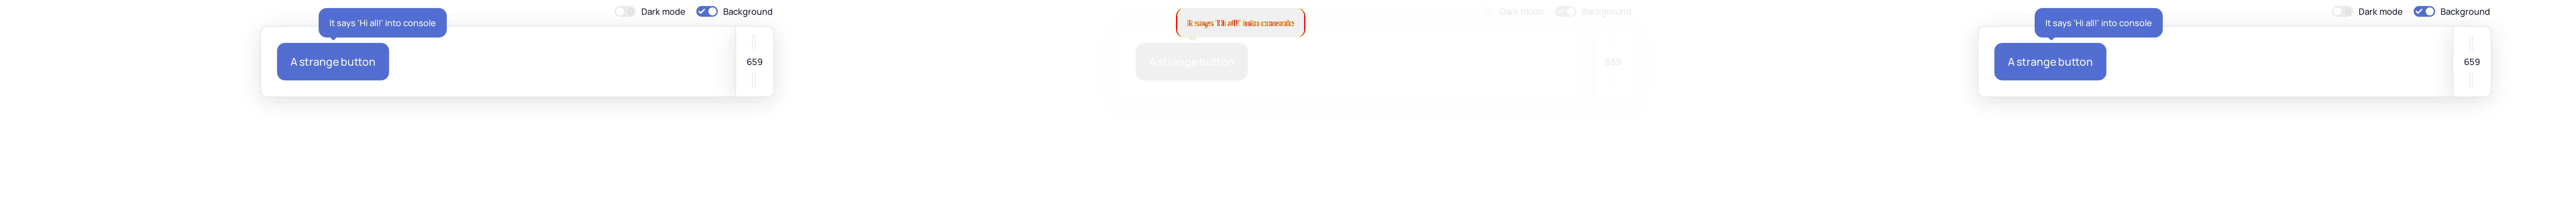 It says 'Hi all!' into console
Dark mode
Background
A strange button
659
It says 'Hi all!' into console
Dark mode
Background
A strange button
659
It says 'Hi all!' into console
Dark mode
Background
A strange button
659